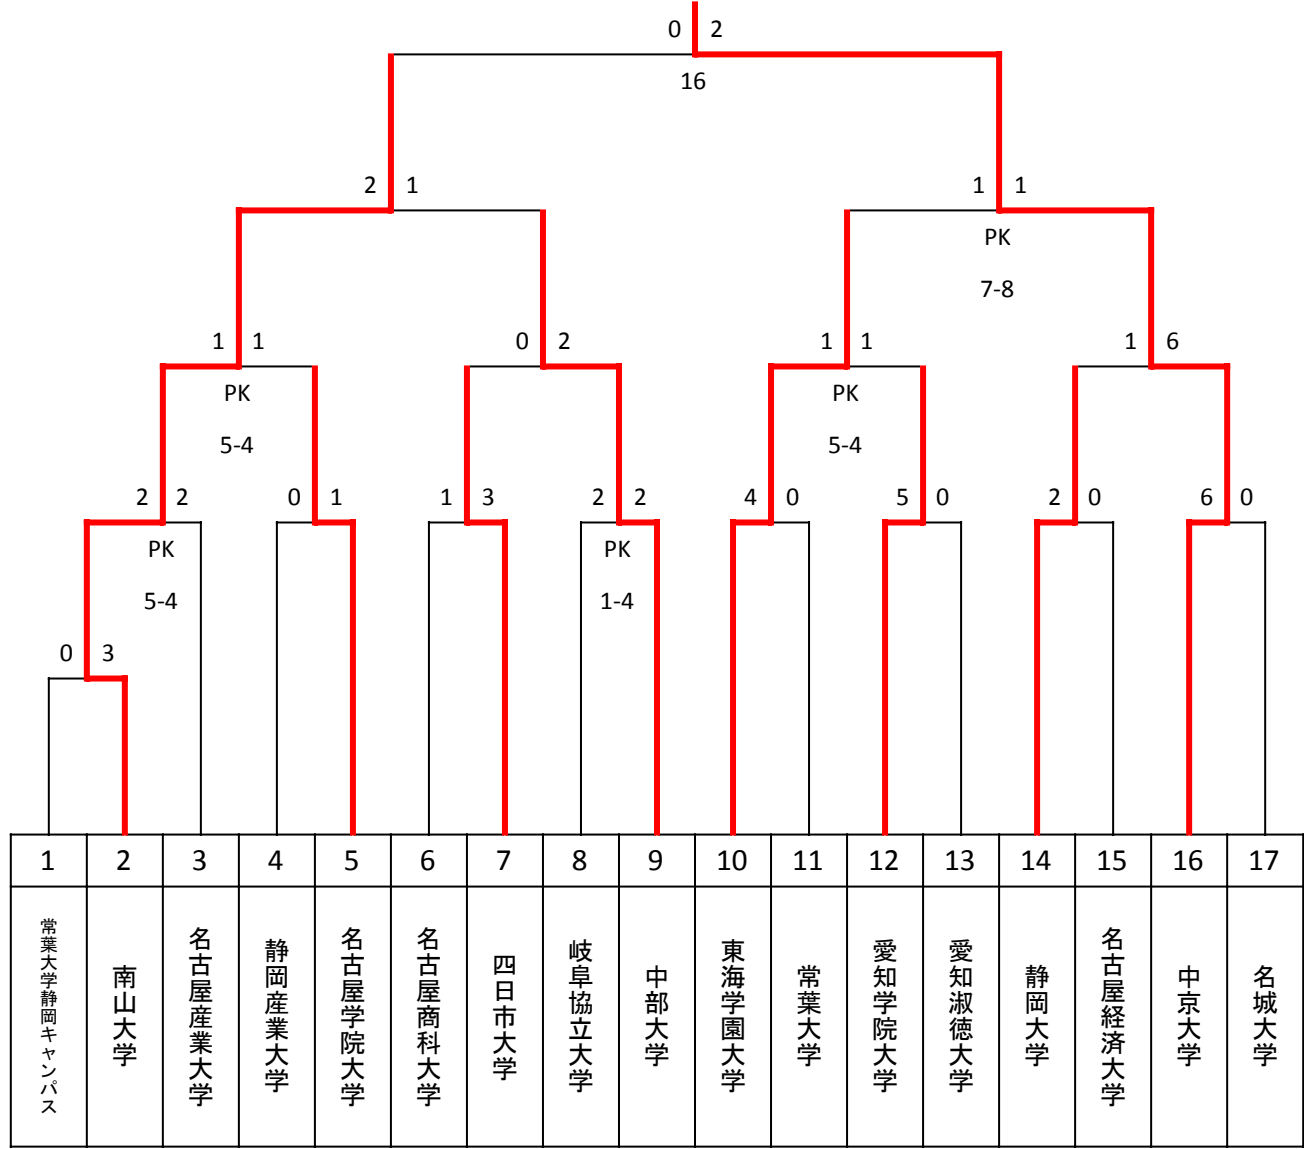 0 2
16
2 1
1 1
PK
7-8
1 1
0 2
1 1
1 6
PK
PK
5-4
5-4
2 2
0 1
1 3
2 2
4 0
5 0
2 0
6 0
PK
PK
5-4
1-4
0 3
1 2 3 4 5 6 7 8 9 10 11 12 13 14 15 16 17
常葉大学静岡キャンパス
南山大学
名古屋産業大学
静岡産業大学
名古屋学院大学
名古屋商科大学
四日市大学
岐阜協立大学
中部大学
東海学園大学
常葉大学
愛知学院大学
愛知淑徳大学
静岡大学
名古屋経済大学
中京大学
名城大学